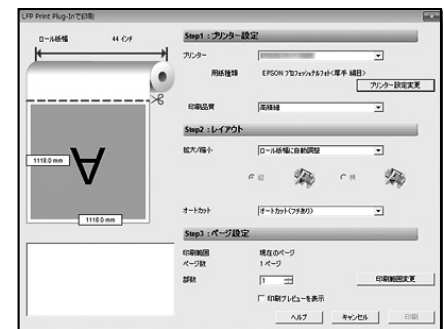 LFP Print Plug-Inで印刷
ロール紙幅 44 インチ
1118.0 mm
A
1118.0 mm
Step1 : プリンター設定
プリンター
用紙種類 EPSON プロフェッショナルフォト<厚手 絹目>
プリンター設定変更
印刷品質 高精細
Step2 : レイアウト
拡大/縮小 ロール紙幅に自動調整
縦 横
オートカット オートカット(フチあり)
Step3 : ページ設定
印刷範囲 現在のページ
ページ数 1 ページ
部数 1 印刷範囲変更
印刷プレビューを表示
ヘルプ キャンセル 印刷